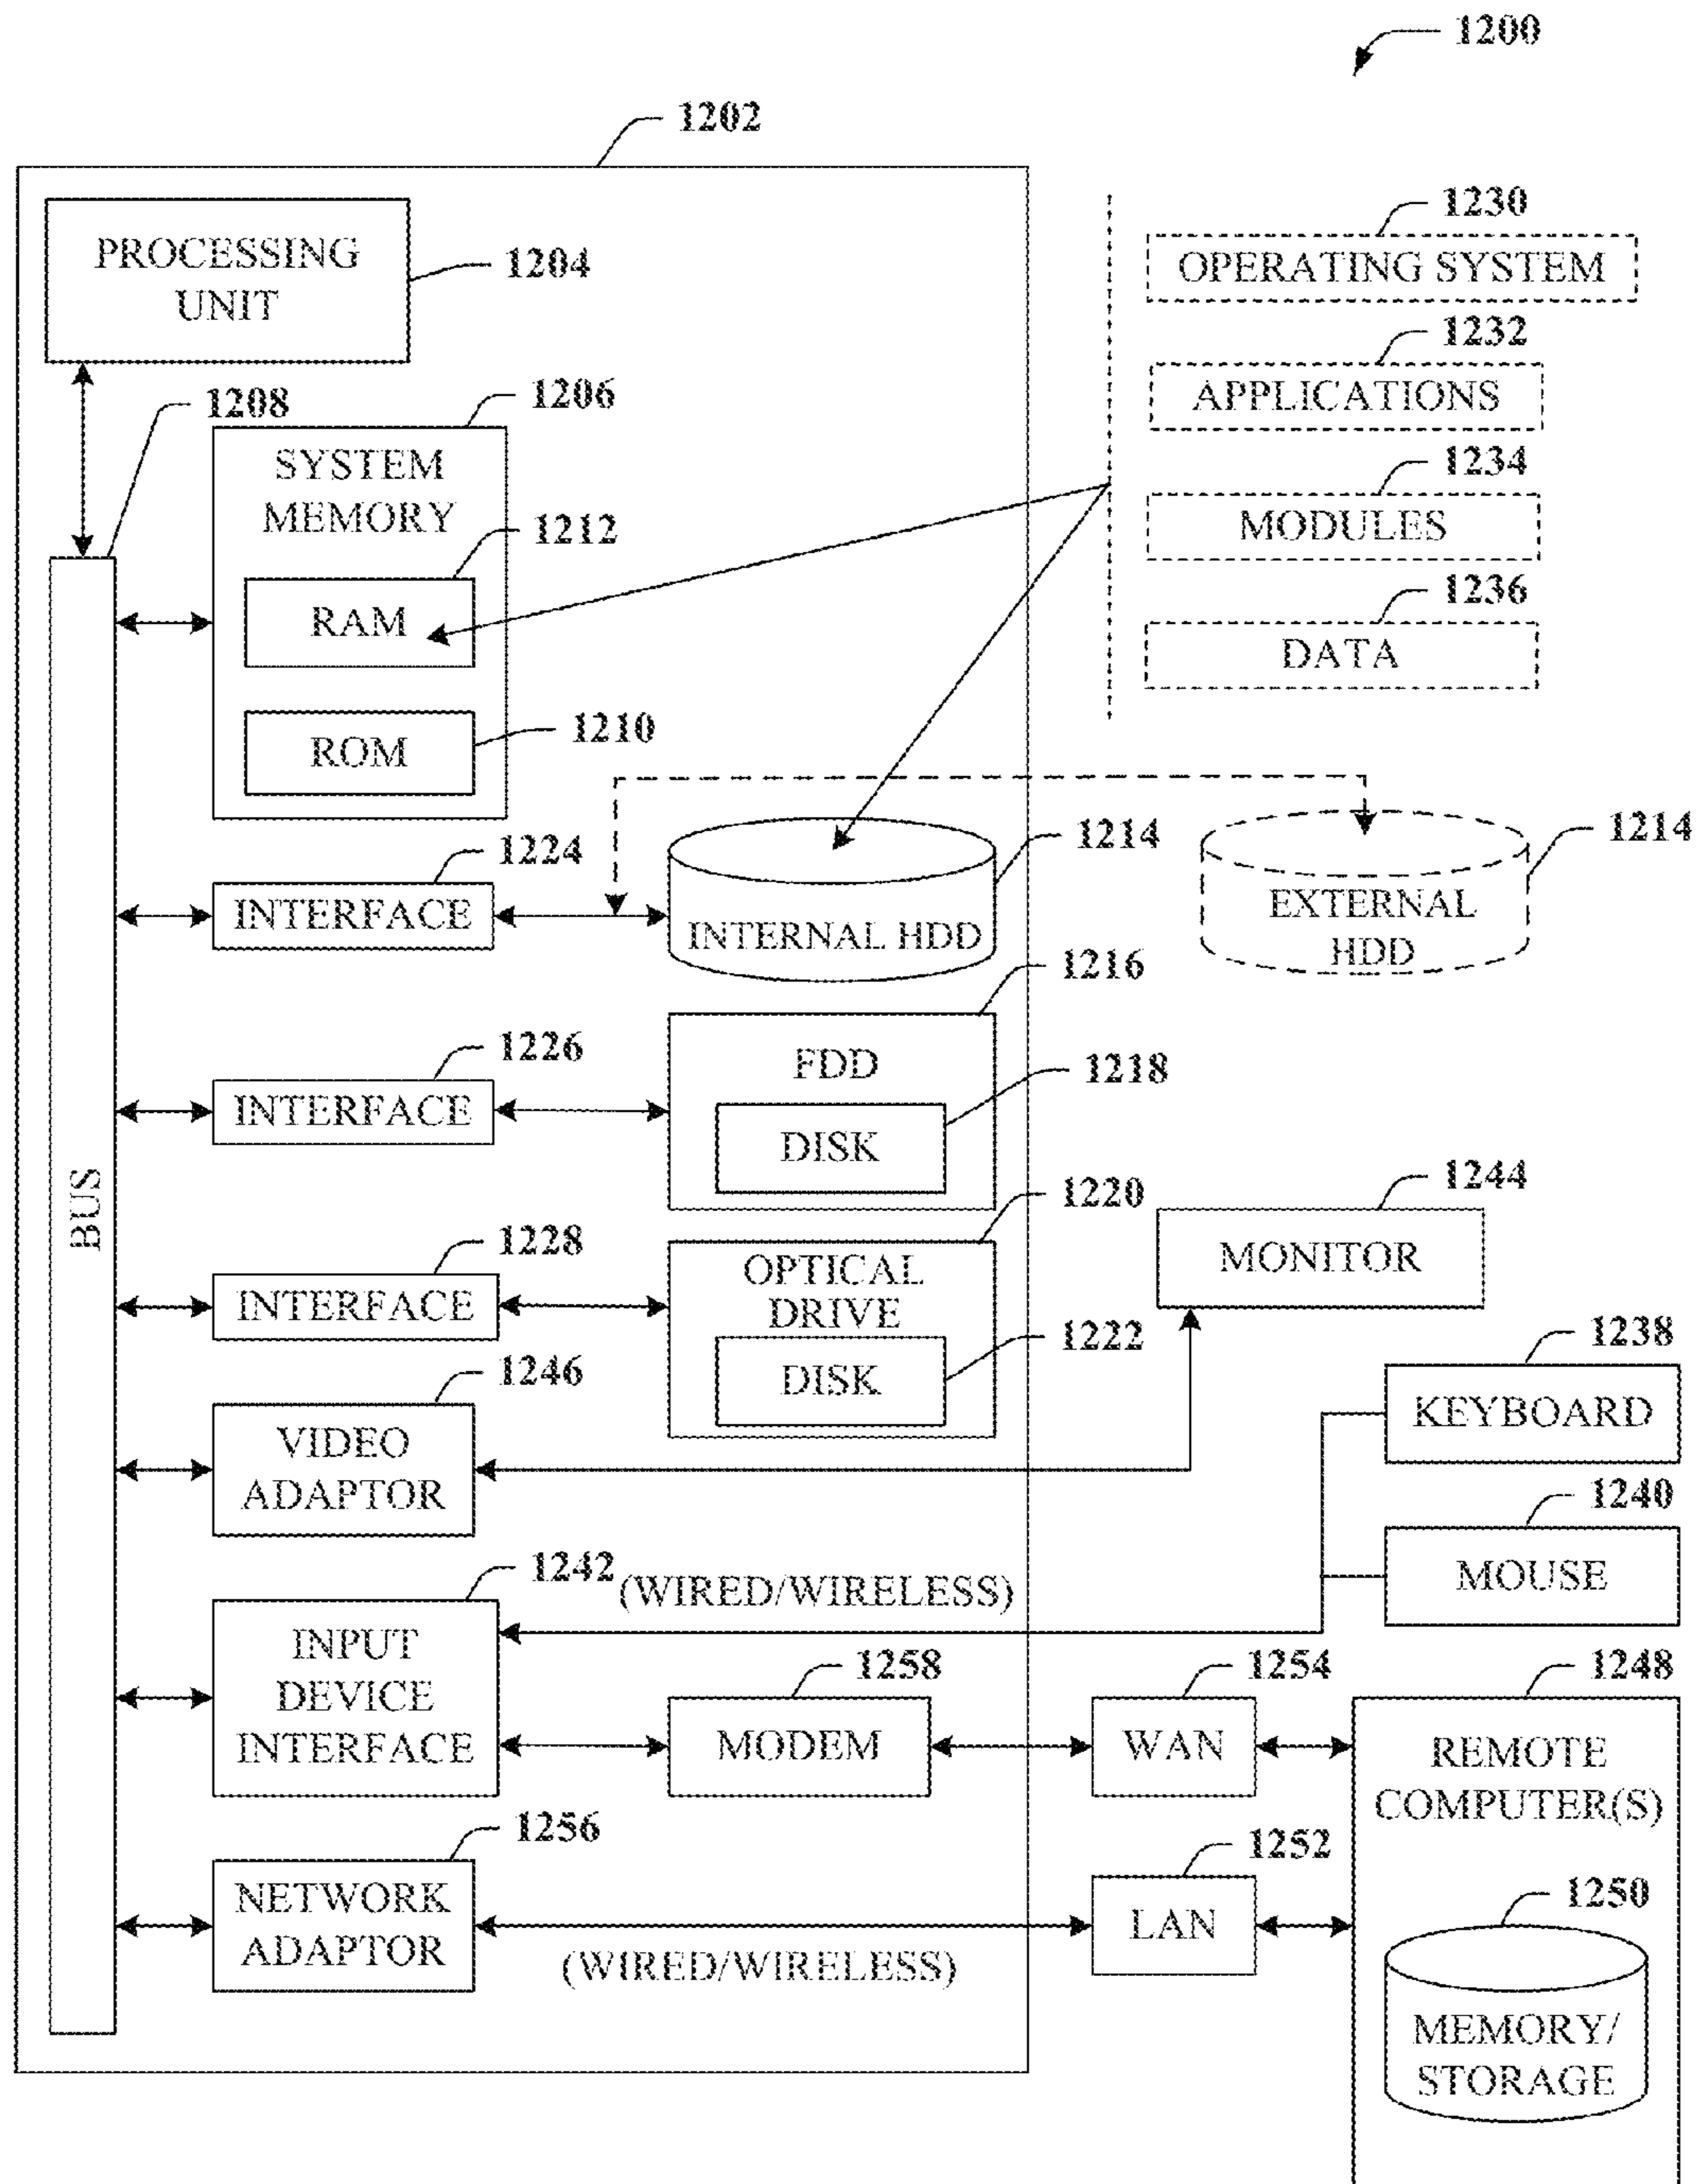 1200
1202
PROCESSING
UNIT
1204
1230
OPERATING SYSTEM
1232
APPLICATIONS
1234
MODULES
1236
DATA
1208
1206
SYSTEM
MEMORY
1212
RAM
1210
ROM
BUS
1224
INTERFACE
1214
INTERNAL HDD
1214
EXTERNAL
HDD
1226
INTERFACE
1216
FDD
1218
DISK
1228
INTERFACE
1220
OPTICAL
DRIVE
1222
DISK
1244
MONITOR
1246
VIDEO
ADAPTOR
1238
KEYBOARD
1240
MOUSE
1242
(WIRED/WIRELESS)
INPUT
DEVICE
INTERFACE
1258
MODEM
1254
WAN
1248
REMOTE
COMPUTER(S)
1256
NETWORK
ADAPTOR
(WIRED/WIRELESS)
1252
LAN
1250
MEMORY/
STORAGE